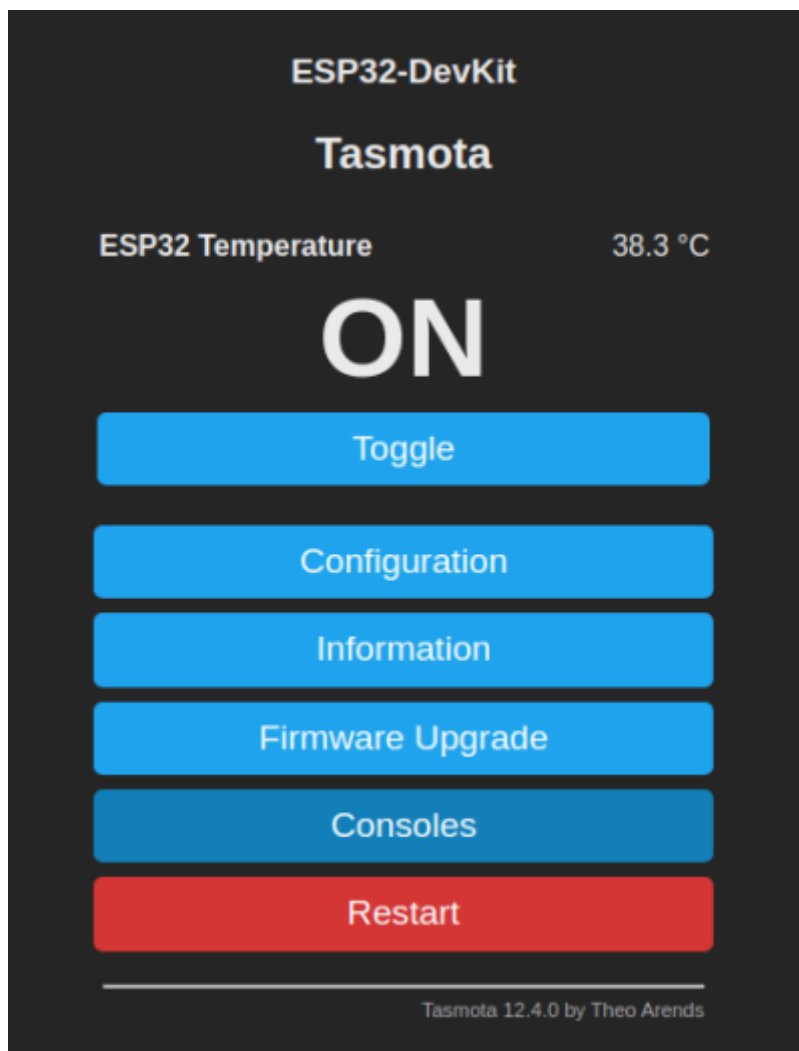 ESP32-DevKit
Tasmota
ESP32 Temperature 38.3 °C
ON
Toggle
Configuration
Information
Firmware Upgrade
Consoles
Restart
Tasmota 12.4.0 by Theo Arends